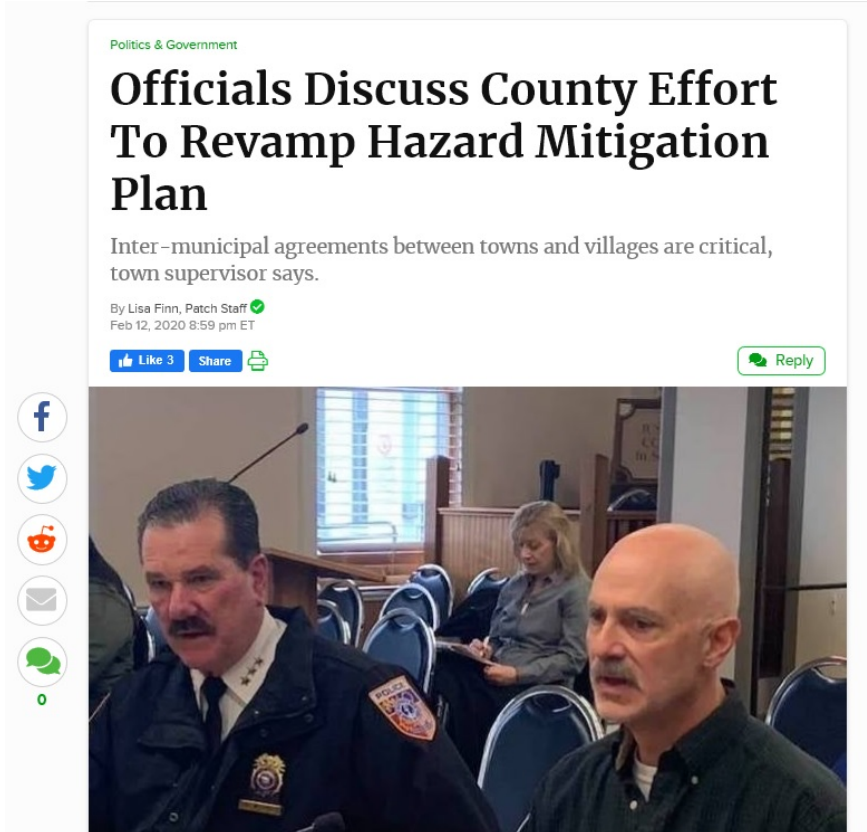 Politics & Government
Officials Discuss County Effort
To Revamp Hazard Mitigation
Plan
Inter-municipal agreements between towns and villages are critical,
town supervisor says.
By Lisa Finn, Patch Staff
Feb 12, 2020 8:59 pm ET
Like 3 Share
Reply
0
POLICE